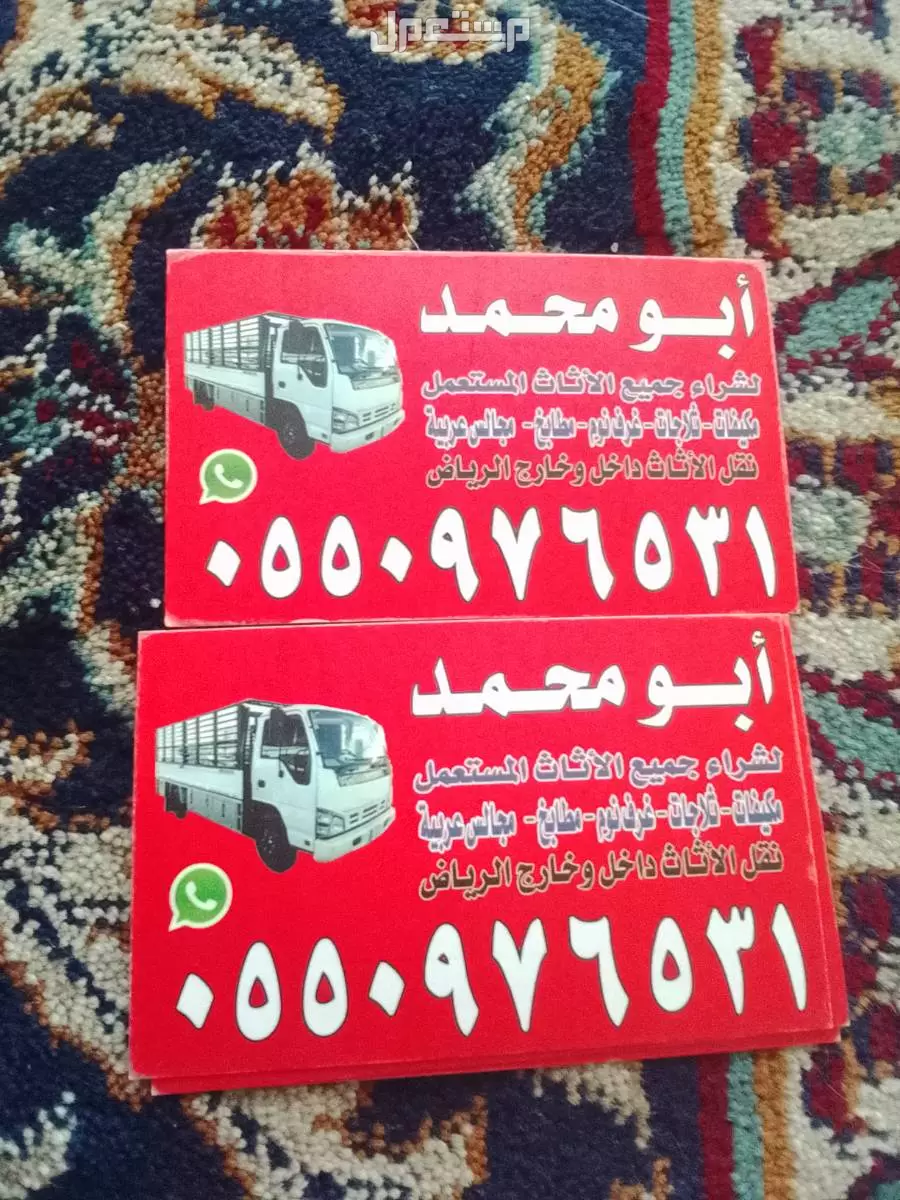 مستعمل
أبو محمد
لشراء جميع الأثاث المستعمل
مكيفات - ثلاجات - غرف نوم - مطابخ - مجالس عربية
نقل الأثاث داخل وخارج الرياض
٠٥٥٠٩٧٦٥٣١
أبو محمد
لشراء جميع الأثاث المستعمل
مكيفات - ثلاجات - غرف نوم - مطابخ - مجالس عربية
نقل الأثاث داخل وخارج الرياض
٠٥٥٠٩٧٦٥٣١